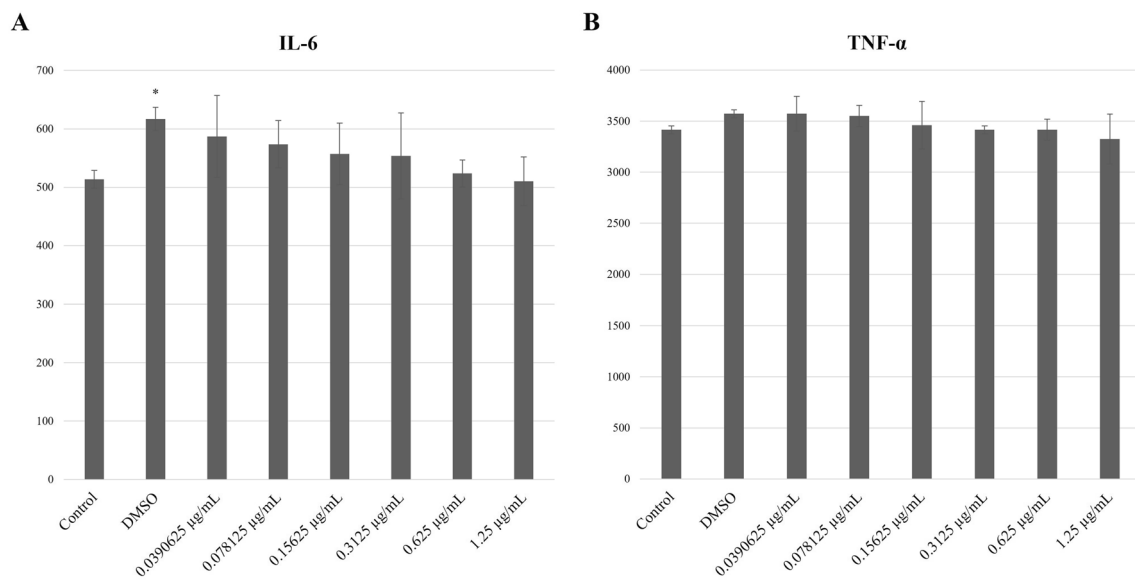 A
IL-6
700
600
500
400
300
200
100
0
*
Control
DMSO
0.0390625 µg/mL
0.078125 µg/mL
0.15625 µg/mL
0.3125 µg/mL
0.625 µg/mL
1.25 µg/mL
B
TNF-α
4000
3500
3000
2500
2000
1500
1000
500
0
Control
DMSO
0.0390625 µg/mL
0.078125 µg/mL
0.15625 µg/mL
0.3125 µg/mL
0.625 µg/mL
1.25 µg/mL